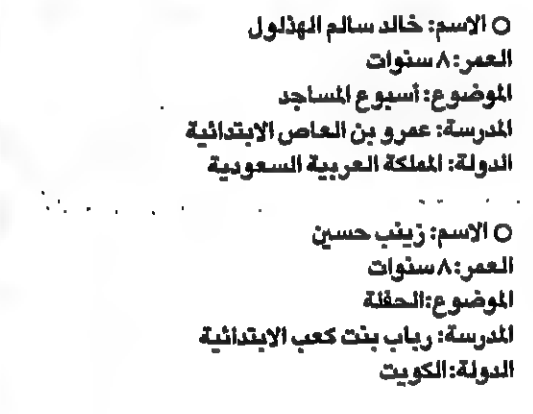 ○ الاسم: خالد سالم الهذلول
العمر: ٨ سنوات
الموضوع: أسبوع المساجد
المدرسة: عمرو بن العاص الابتدائية
الدولة: المملكة العربية السعودية
○ الاسم: زينب حسين
العمر: ٨ سنوات
الموضوع: الحفلة
المدرسة: رباب بنت كعب الابتدائية
الدولة: الكويت